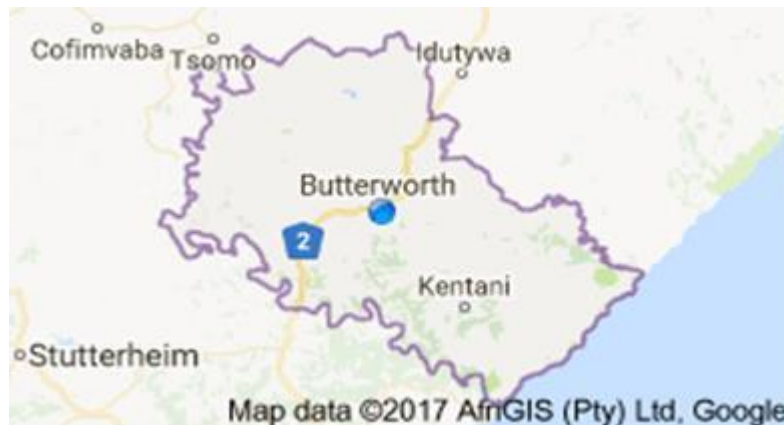 Cofimvaba
Tsomo
Idutywa
Butterworth
2
Kentani
Stutterheim
Map data ©2017 AfriGIS (Pty) Ltd, Google